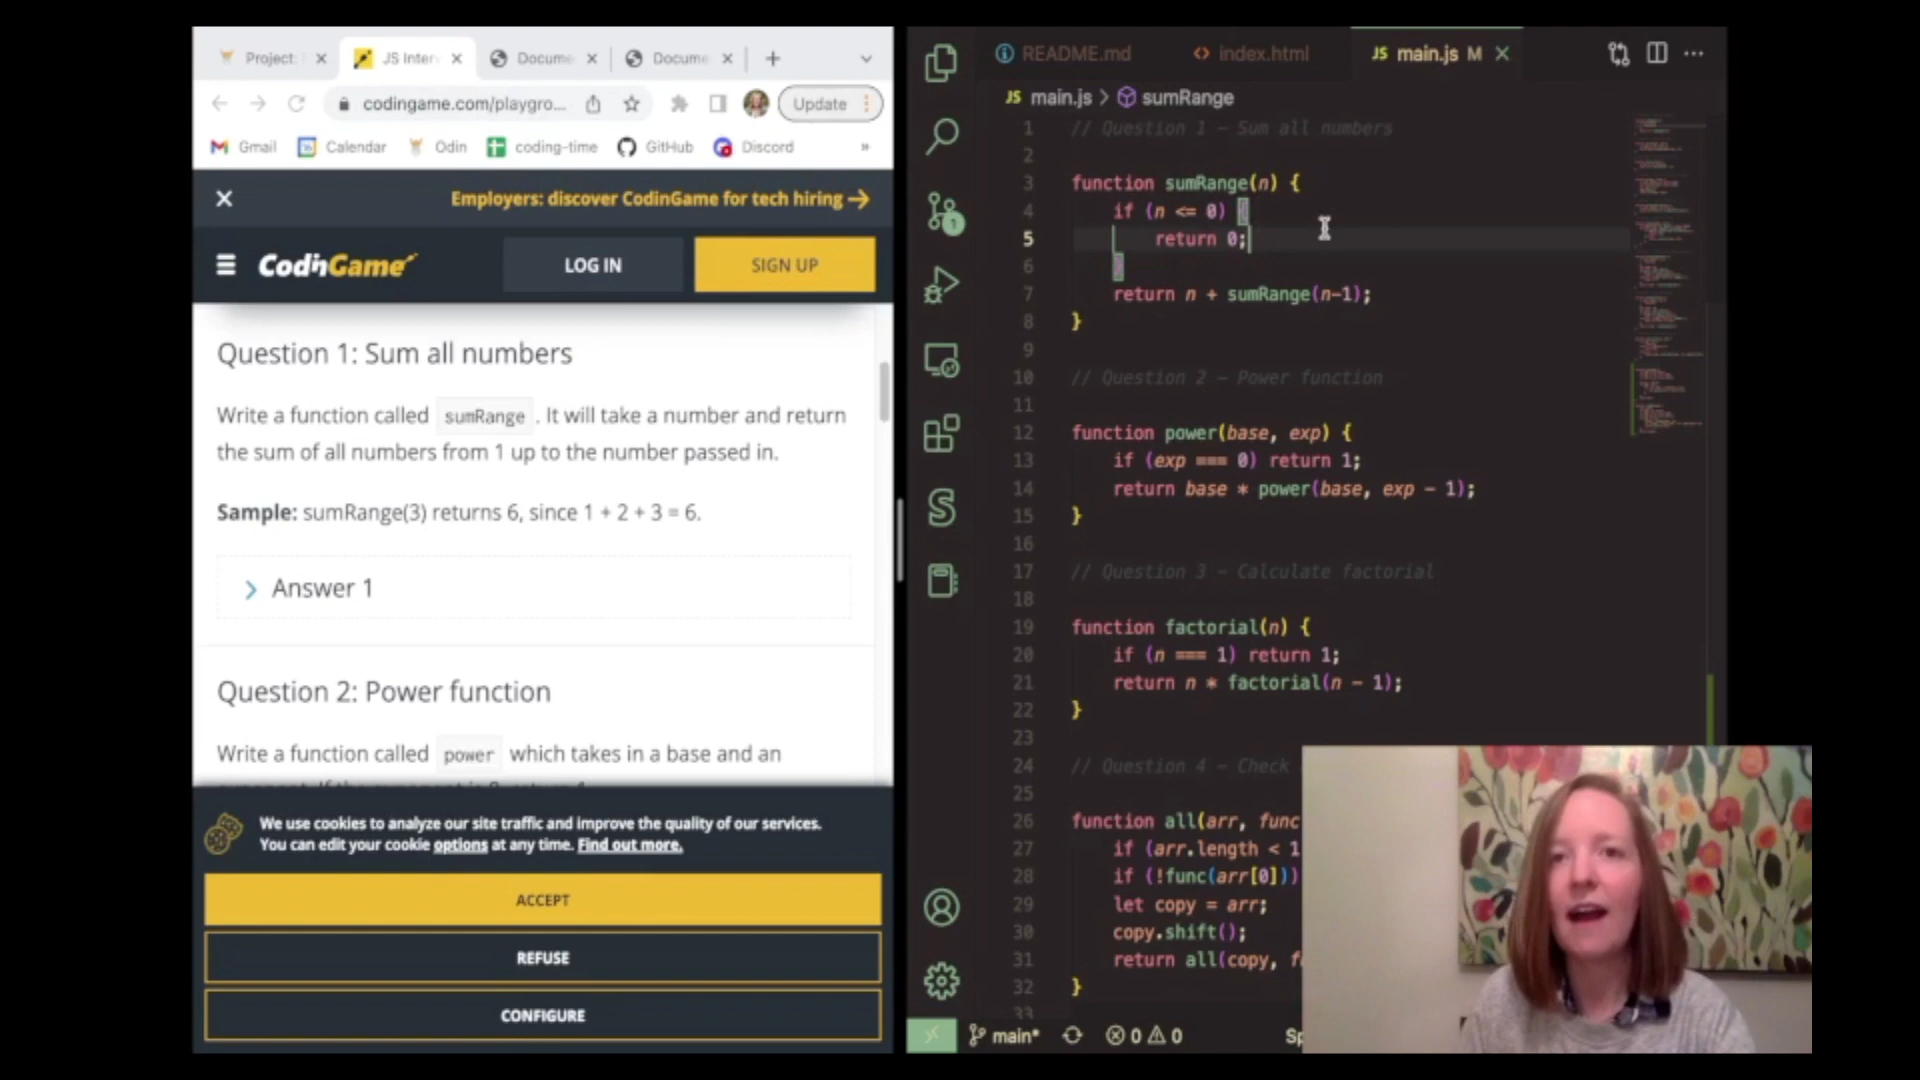 Project:
JS Inter
Docume
Docume
codingame.com/playgro...
Update
Gmail
Calendar
Odin
coding-time
GitHub
Discord
»
Employers: discover CodinGame for tech hiring →
CodinGame
LOG IN
SIGN UP
Question 1: Sum all numbers
Write a function called sumRange . It will take a number and return
the sum of all numbers from 1 up to the number passed in.
Sample: sumRange(3) returns 6, since 1 + 2 + 3 = 6.
Answer 1
Question 2: Power function
Write a function called power which takes in a base and an
We use cookies to analyze our site traffic and improve the quality of our services.
You can edit your cookie options at any time. Find out more.
ACCEPT
REFUSE
CONFIGURE
README.md
index.html
JS main.js M
JS main.js > sumRange
1 // Question 1 - Sum all numbers
2
3 function sumRange(n) {
4 if (n <= 0) {
5 return 0;
6 }
7 return n + sumRange(n-1);
8 }
9
10 // Question 2 - Power function
11
12 function power(base, exp) {
13 if (exp === 0) return 1;
14 return base * power(base, exp - 1);
15 }
16
17 // Question 3 - Calculate factorial
18
19 function factorial(n) {
20 if (n === 1) return 1;
21 return n * factorial(n - 1);
22 }
23
24 // Question 4 - Check
25
26 function all(arr, func
27 if (arr.length < 1
28 if (!func(arr[0]))
29 let copy = arr;
30 copy.shift();
31 return all(copy, f
32 }
33
main*
0
0
Sp
1